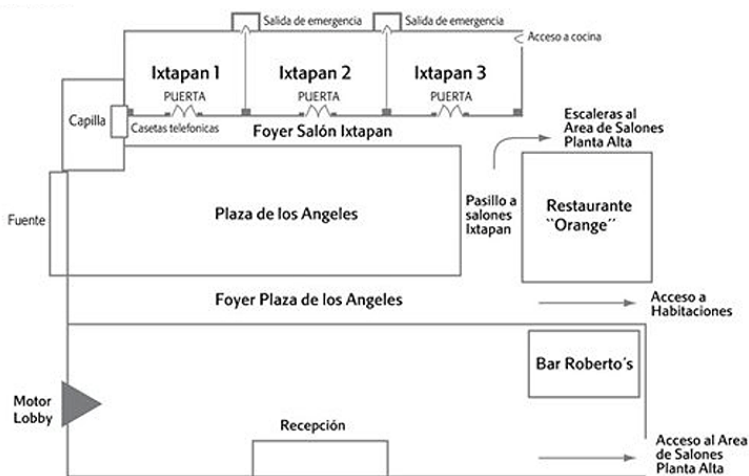 Salida de emergencia
Salida de emergencia
Acceso a cocina
Ixtapan 1
Ixtapan 2
Ixtapan 3
PUERTA
PUERTA
PUERTA
Capilla
Casetas telefonicas
Foyer Salón Ixtapan
Escaleras al
Area de Salones
Planta Alta
Fuente
Plaza de los Angeles
Pasillo a
salones
Ixtapan
Restaurante
``Orange´´
Foyer Plaza de los Angeles
Acceso a
Habitaciones
Bar Roberto´s
Motor
Lobby
Recepción
Acceso al Area
de Salones
Planta Alta